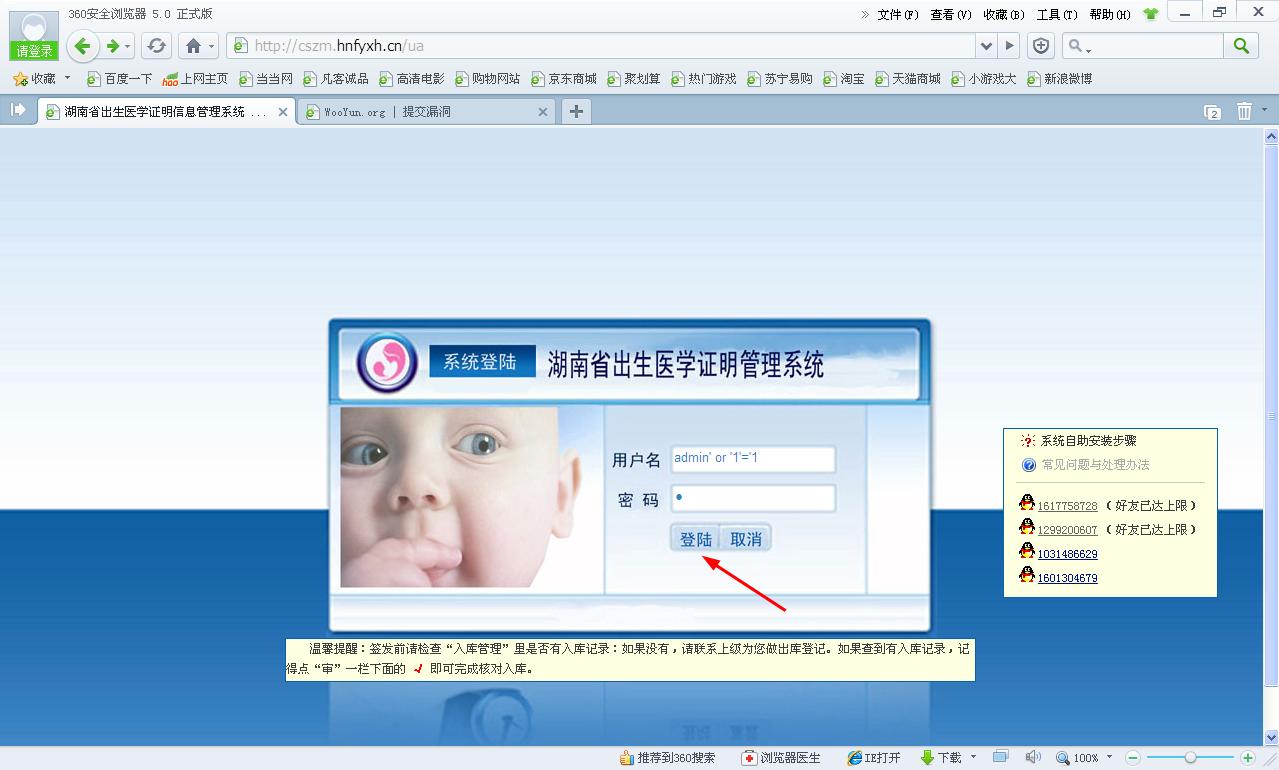 360安全浏览器 5.0 正式版
» 文件(F) 查看(V) 收藏(B) 工具(T) 帮助(H)
请登录
http://cszm.hnfyxh.cn/ua
收藏 百度一下 hao 上网主页 当当网 凡客诚品 高清电影 购物网站 京东商城 聚划算 热门游戏 苏宁易购 淘宝 天猫商城 小游戏大 新浪微博
湖南省出生医学证明信息管理系统 ... WooYun.org | 提交漏洞 2
系统登陆 湖南省出生医学证明管理系统
用户名 admin' or '1'='1
密 码 •
登陆 取消
系统自助安装步骤
常见问题与处理办法
1617758728 (好友已达上限)
1299200607 (好友已达上限)
1031486629
1601304679
温馨提醒:签发前请检查“入库管理”里是否有入库记录:如果没有,请联系上级为您做出库登记。如果查到有入库记录,记
得点“审”一栏下面的 √ 即可完成核对入库。
推荐到360搜索 浏览器医生 IE打开 下载 100%